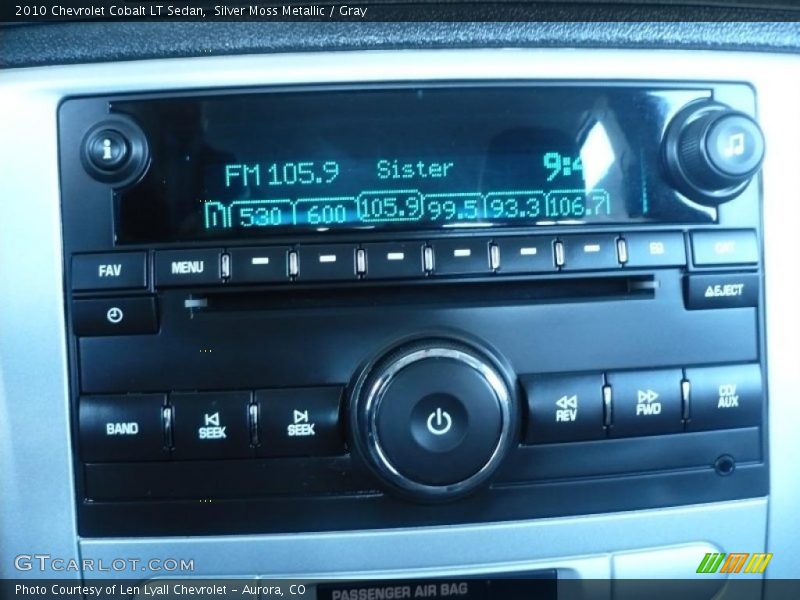 2010 Chevrolet Cobalt LT Sedan, Silver Moss Metallic / Gray
i
FM 105.9 Sister 9:4
530 600 105.9 99.5 93.3 106.7
FAV MENU EQ CAT
EJECT
BAND SEEK SEEK REV FWD CD/
AUX
GTCARLOT.COM
Photo Courtesy of Len Lyall Chevrolet - Aurora, CO
PASSENGER AIR BAG